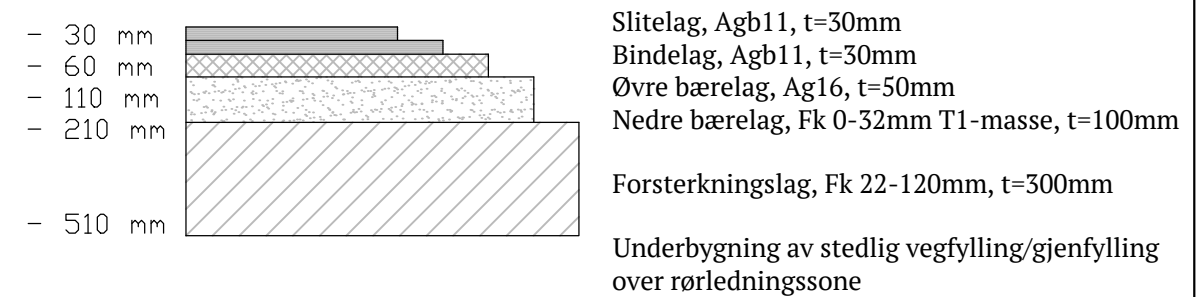 - 30 mm
- 60 mm
- 110 mm
- 210 mm
- 510 mm
Slitelag, Agb11, t=30mm
Bindelag, Agb11, t=30mm
Øvre bærelag, Ag16, t=50mm
Nedre bærelag, Fk 0-32mm T1-masse, t=100mm
Forsterkningslag, Fk 22-120mm, t=300mm
Underbygning av stedlig vegfylling/gjenfylling
over rørledningssone